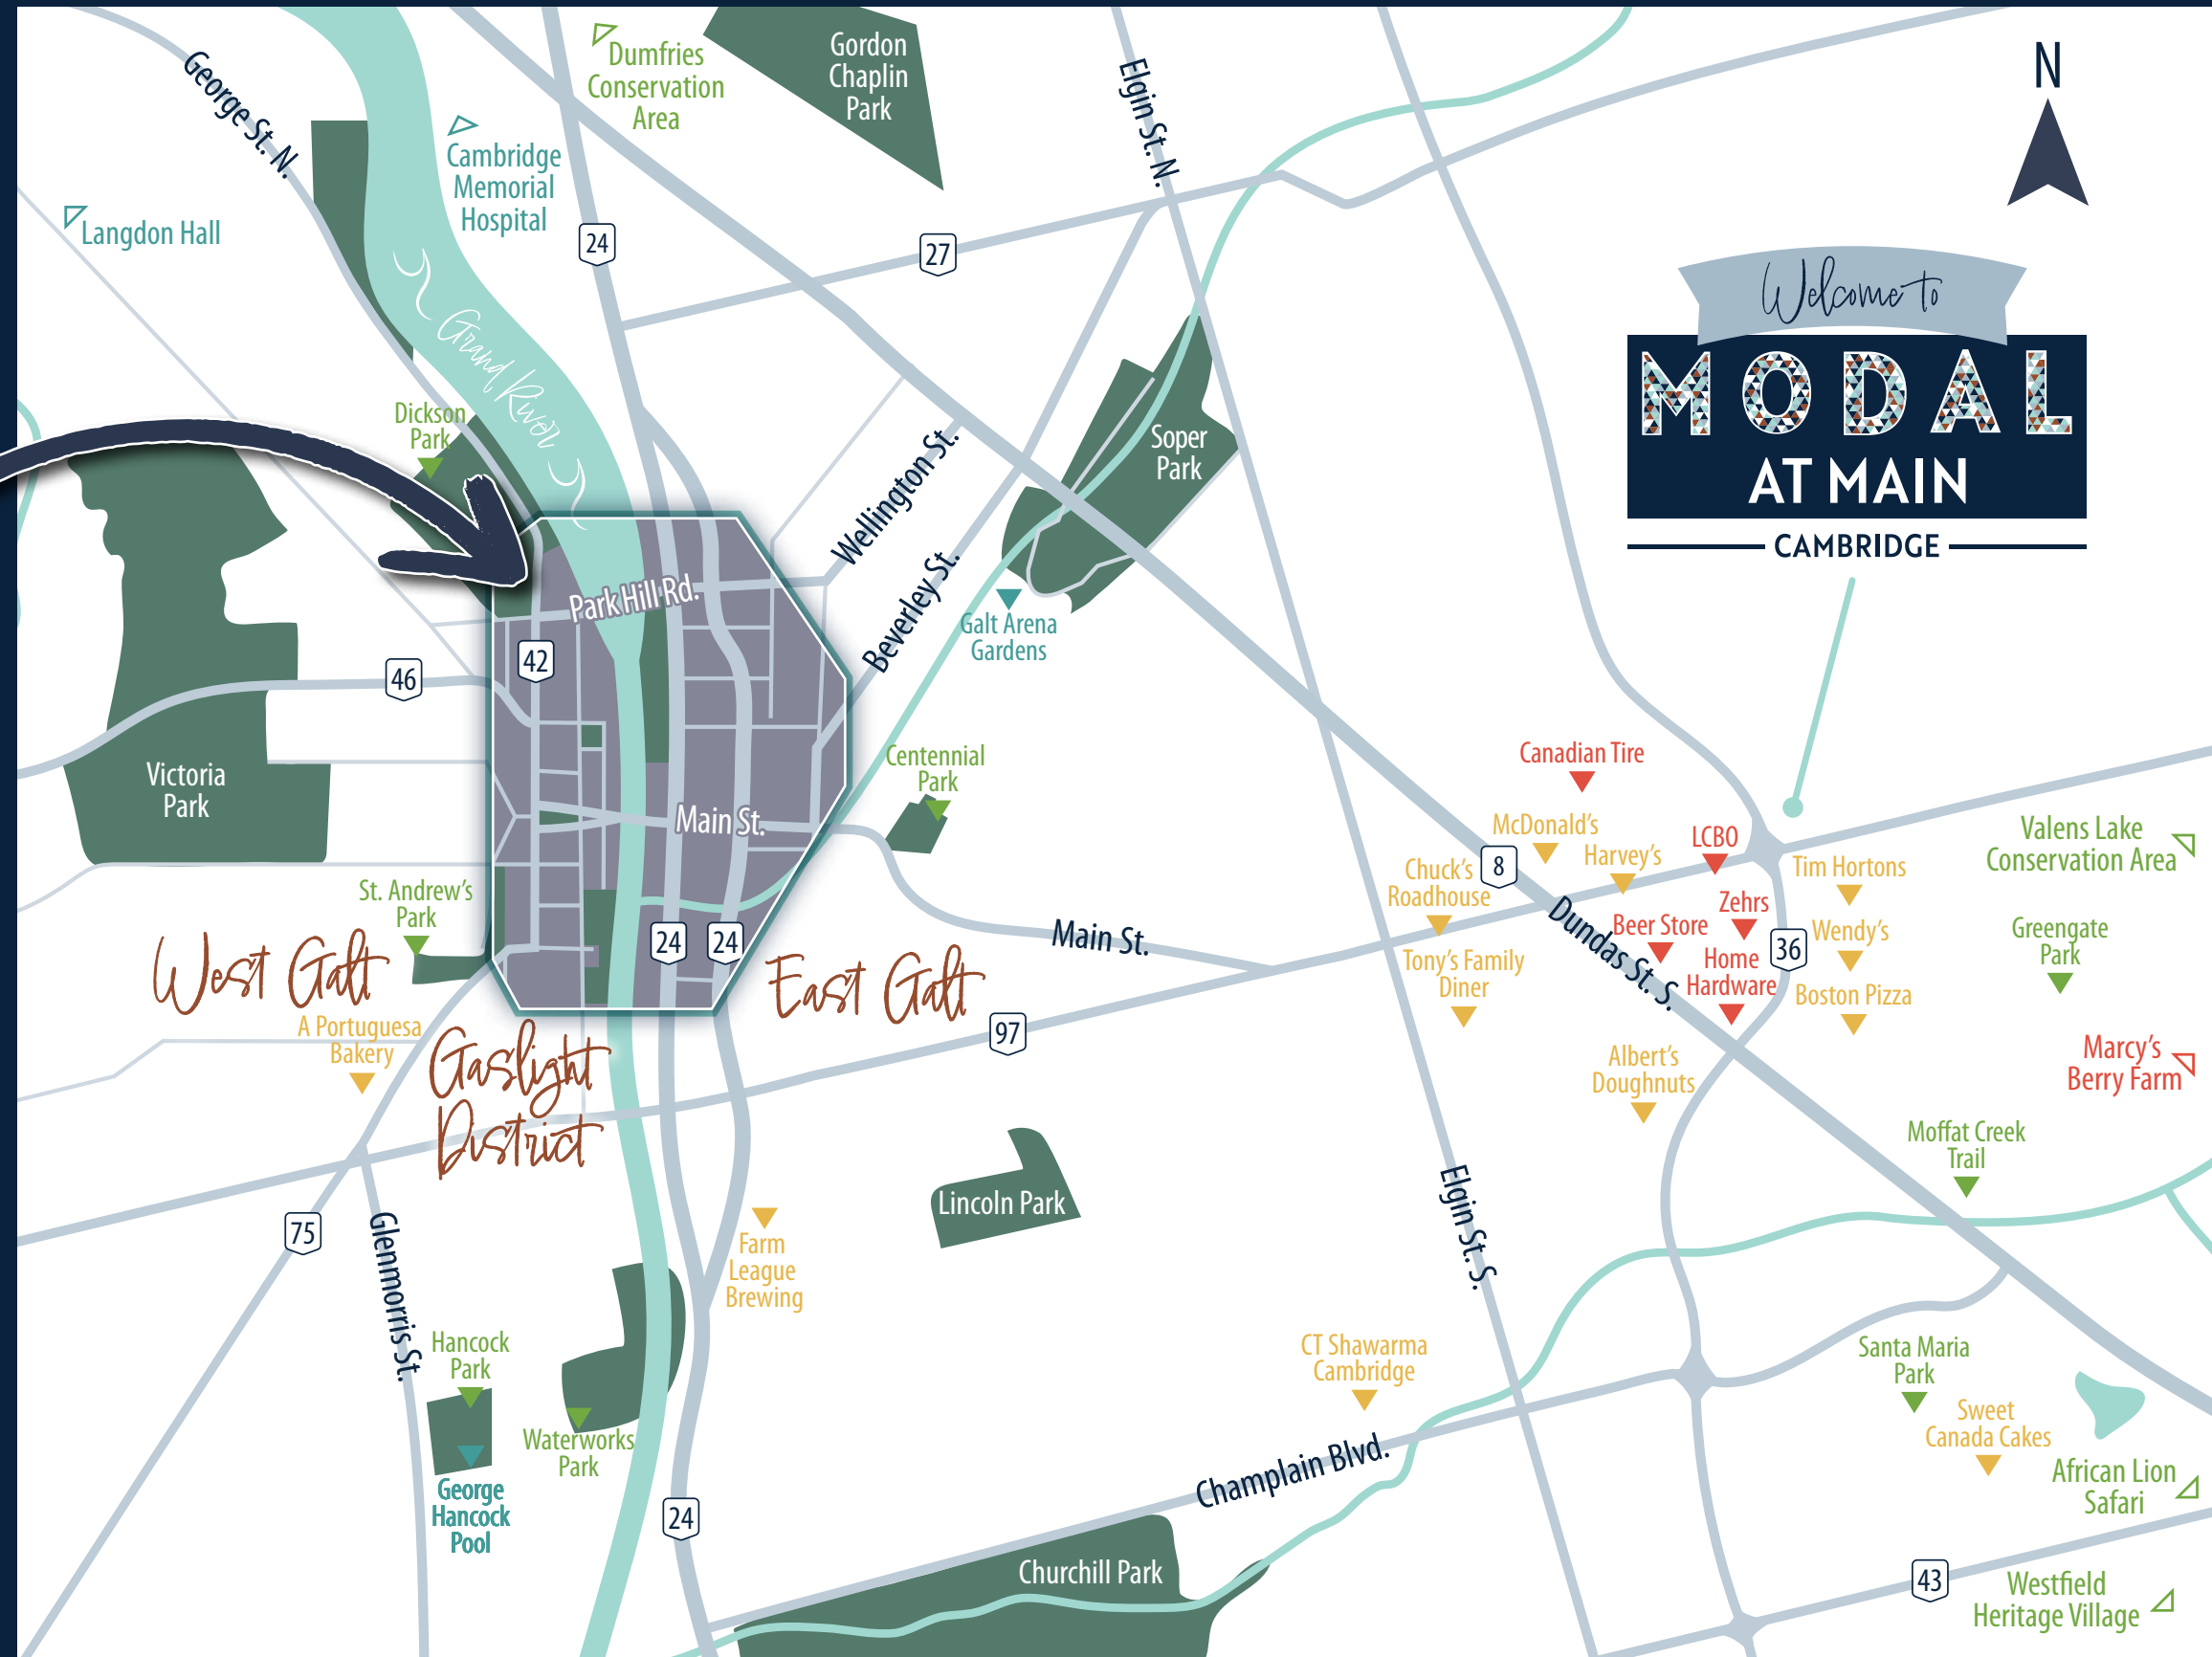 George St. N.
Dumfries
Conservation
Area
Gordon
Chaplin
Park
Elgin St. N.
N
Cambridge
Memorial
Hospital
Langdon Hall
24
27
Welcome to
MODAL
AT MAIN
CAMBRIDGE
Grand River
Dickson
Park
Soper
Park
Wellington St.
Beverley St.
Park Hill Rd.
Galt Arena
Gardens
42
46
Victoria
Park
Centennial
Park
Main St.
Canadian Tire
McDonald's
Harvey's
LCBO
Chuck's
Roadhouse
8
Tim Hortons
Valens Lake
Conservation Area
St. Andrew's
Park
Zehrs
Beer Store
Dundas St. S.
36
Wendy's
Greengate
Park
West Galt
24
24
East Galt
Main St.
Tony's Family
Diner
Home
Hardware
Boston Pizza
A Portuguesa
Bakery
Gaslight
District
97
Albert's
Doughnuts
Marcy's
Berry Farm
Moffat Creek
Trail
Lincoln Park
Elgin St. S.
75
Glenmorris St.
Farm
League
Brewing
Hancock
Park
Waterworks
Park
George
Hancock
Pool
CT Shawarma
Cambridge
Santa Maria
Park
Sweet
Canada Cakes
African Lion
Safari
Champlain Blvd.
24
Churchill Park
43
Westfield
Heritage Village